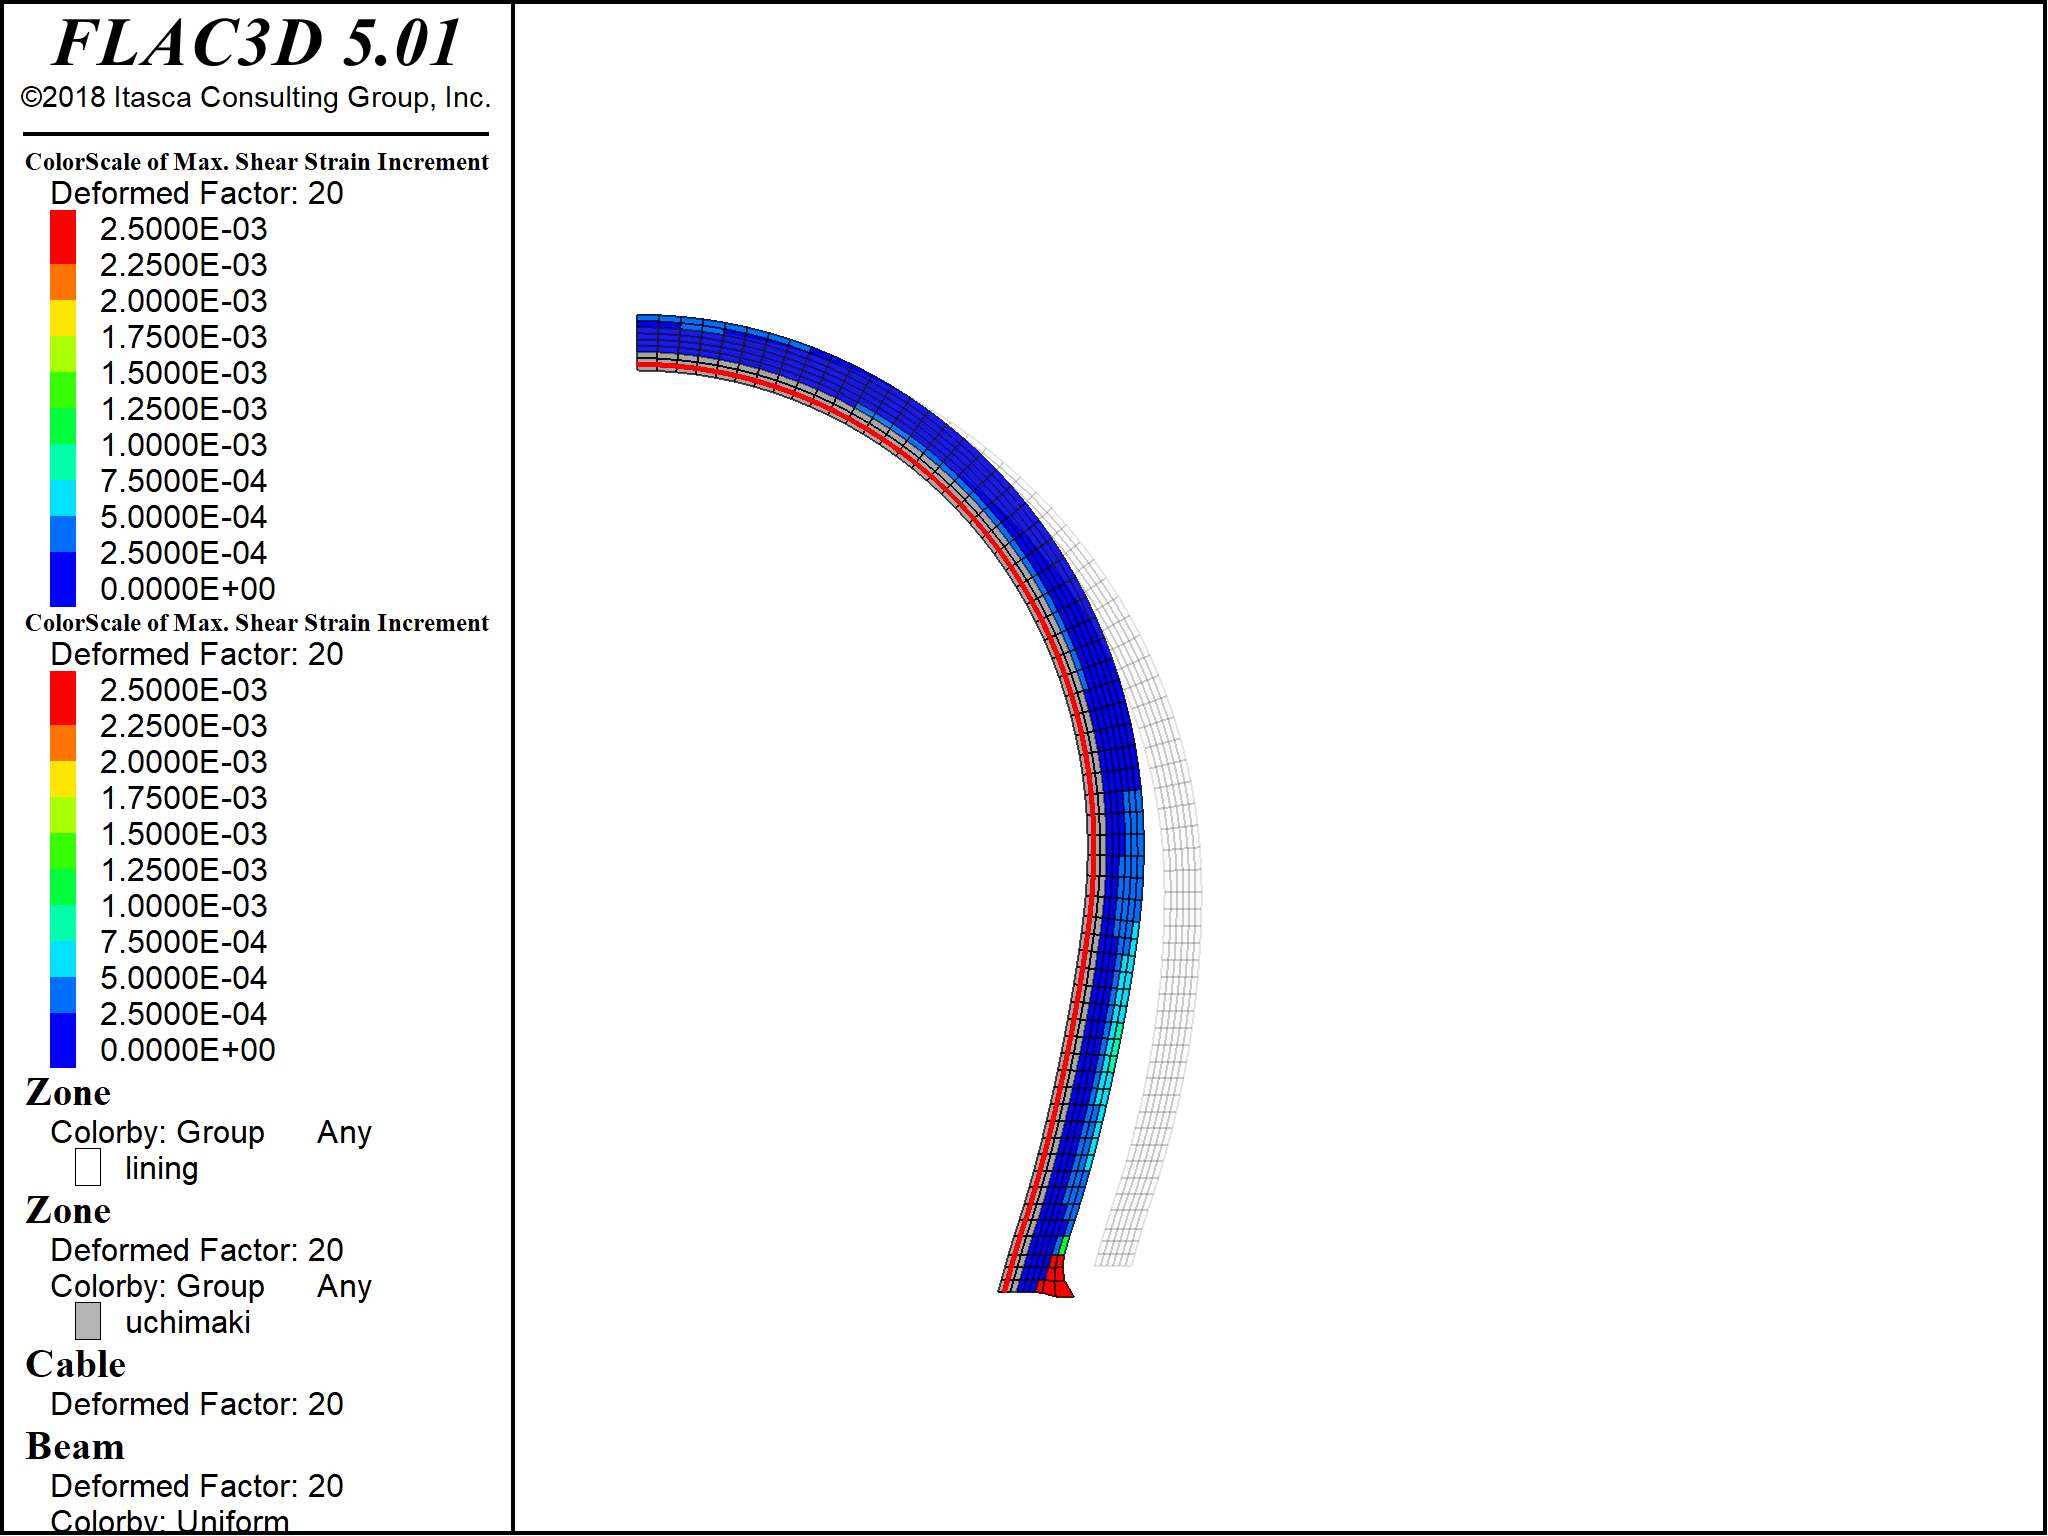 FLAC3D 5.01
©2018 Itasca Consulting Group, Inc.
ColorScale of Max. Shear Strain Increment
Deformed Factor: 20
2.5000E-03
2.2500E-03
2.0000E-03
1.7500E-03
1.5000E-03
1.2500E-03
1.0000E-03
7.5000E-04
5.0000E-04
2.5000E-04
0.0000E+00
ColorScale of Max. Shear Strain Increment
Deformed Factor: 20
2.5000E-03
2.2500E-03
2.0000E-03
1.7500E-03
1.5000E-03
1.2500E-03
1.0000E-03
7.5000E-04
5.0000E-04
2.5000E-04
0.0000E+00
Zone
Colorby: Group Any
lining
Zone
Deformed Factor: 20
Colorby: Group Any
uchimaki
Cable
Deformed Factor: 20
Beam
Deformed Factor: 20
Colorby: Uniform